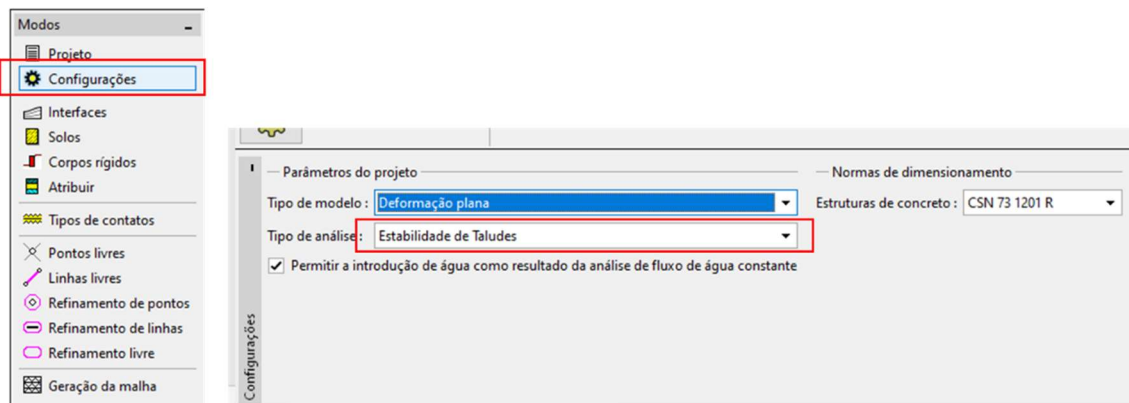 Modos
Projeto
Configurações
Interfaces
Solos
Corpos rígidos
Atribuir
Tipos de contatos
Pontos livres
Linhas livres
Refinamento de pontos
Refinamento de linhas
Refinamento livre
Geração da malha
Configurações
Parâmetros do projeto
Tipo de modelo : Deformação plana
Tipo de análise : Estabilidade de Taludes
Permitir a introdução de água como resultado da análise de fluxo de água constante
Normas de dimensionamento
Estruturas de concreto : CSN 73 1201 R